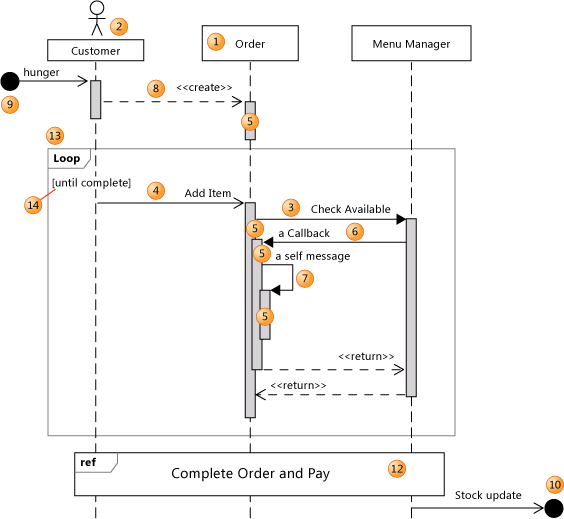 2
1
Customer
Order
Menu Manager
hunger
9
8
<<create>>
5
13
Loop
[until complete]
14
4
Add Item
3
Check Available
5
a Callback
6
5
a self message
7
5
<<return>>
<<return>>
ref
Complete Order and Pay
12
10
Stock update